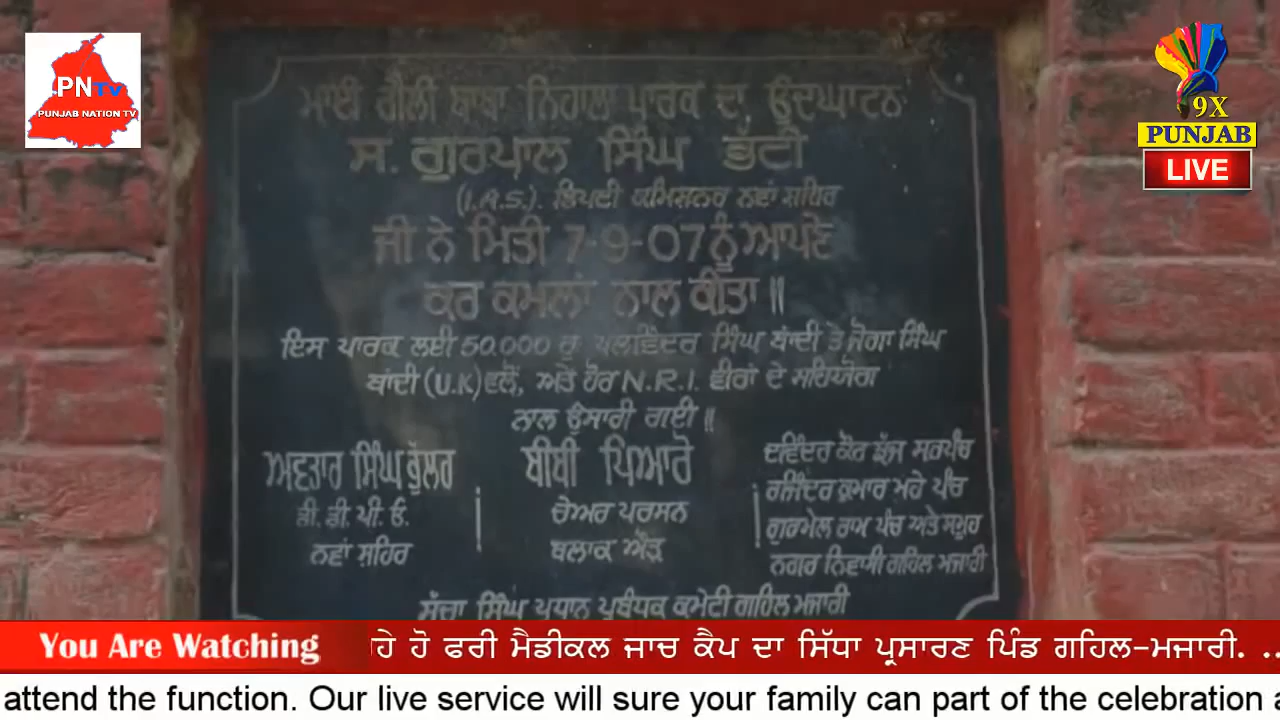 PNTv
PUNJAB NATION TV
9X
PUNJAB
LIVE
ਮਾਈ ਗੈਲੀ ਬਾਬਾ ਨਿਹਾਲਾ ਪਾਰਕ ਦਾ ਉਦਘਾਟਨ
ਸ. ਗੁਰਪਾਲ ਸਿੰਘ ਭੱਟੀ
(I.A.S.). ਡਿਪਟੀ ਕਮਿਸ਼ਨਰ ਨਵਾਂ ਸ਼ਹਿਰ
ਜੀ ਨੇ ਮਿਤੀ 7-9-07 ਨੂੰ ਆਪਣੇ
ਕਰ ਕਮਲਾਂ ਨਾਲ ਕੀਤਾ॥
ਇਸ ਪਾਰਕ ਲਈ 50.000 ਰੁ ਪਲਵਿੰਦਰ ਸਿੰਘ ਥਾਂਦੀ ਤੇ ਜੋਗਾ ਸਿੰਘ
ਥਾਂਦੀ (U.K) ਵਲੋਂ, ਅਤੇ ਹੋਰ N.R.I. ਵੀਰਾਂ ਦੇ ਸਹਿਯੋਗ
ਨਾਲ ਉਸਾਰੀ ਗਈ॥
ਅਵਤਾਰ ਸਿੰਘ ਭੁੱਲਰ
ਡੀ. ਡੀ. ਪੀ. ਓ.
ਨਵਾਂ ਸ਼ਹਿਰ
ਬੀਬੀ ਪਿਆਰੋ
ਚੇਅਰ ਪਰਸਨ
ਬਲਾਕ ਔੜ
ਦਵਿੰਦਰ ਕੌਰ ਝੁੱਜ ਸਰਪੰਚ
ਰਜਿੰਦਰ ਕੁਮਾਰ ਮਹੇ ਪੰਚ
ਗੁਰਮੇਲ ਰਾਮ ਪੰਚ ਅਤੇ ਸਮੂਹ
ਨਗਰ ਨਿਵਾਸੀ ਗਹਿਲ ਮਜਾਰੀ
ਸੁੱਚਾ ਸਿੰਘ ਪ੍ਰਧਾਨ ਪ੍ਰਬੰਧਕ ਕਮੇਟੀ ਗਹਿਲ ਮਜਾਰੀ
You Are Watching
ਹੇ ਹੋ ਫਰੀ ਮੈਡੀਕਲ ਜਾਚ ਕੈਪ ਦਾ ਸਿੱਧਾ ਪ੍ਰਸਾਰਣ ਪਿੰਡ ਗਹਿਲ-ਮਜਾਰੀ. ..
attend the function. Our live service will sure your family can part of the celebration a